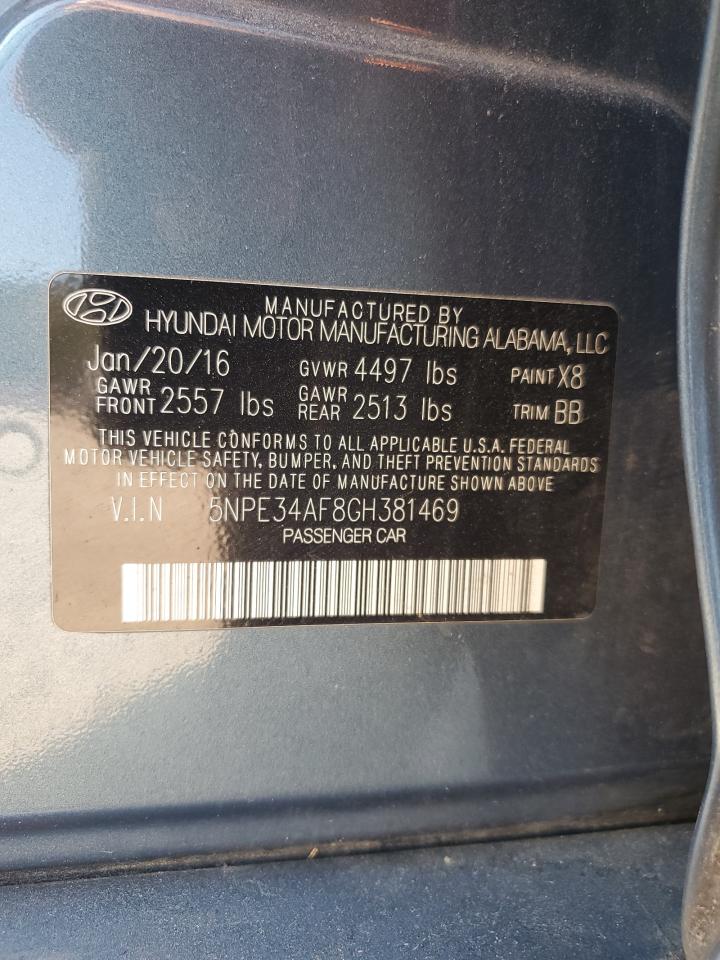 MANUFACTURED BY
HYUNDAI MOTOR MANUFACTURING ALABAMA, LLC
Jan/20/16 GVWR 4497 lbs PAINT X8
GAWR FRONT 2557 lbs GAWR REAR 2513 lbs TRIM BB
THIS VEHICLE CONFORMS TO ALL APPLICABLE U.S.A. FEDERAL
MOTOR VEHICLE SAFETY, BUMPER, AND THEFT PREVENTION STANDARDS
IN EFFECT ON THE DATE OF MANUFACTURE SHOWN ABOVE
V.I.N 5NPE34AF8GH381469
PASSENGER CAR